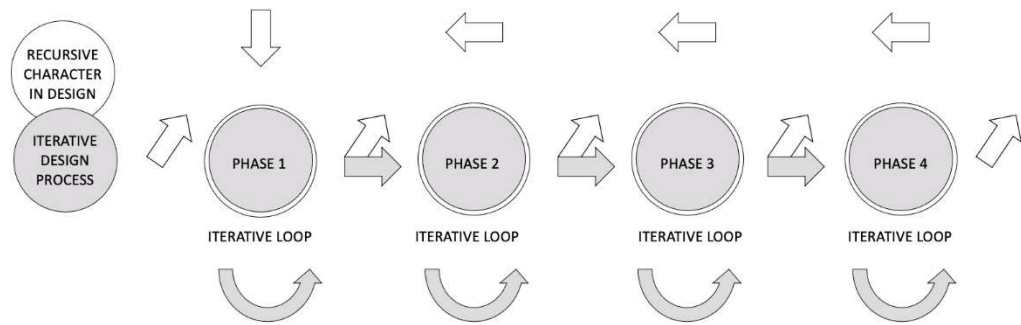 RECURSIVE
CHARACTER
IN DESIGN
ITERATIVE
DESIGN
PROCESS
PHASE 1
PHASE 2
PHASE 3
PHASE 4
ITERATIVE LOOP
ITERATIVE LOOP
ITERATIVE LOOP
ITERATIVE LOOP